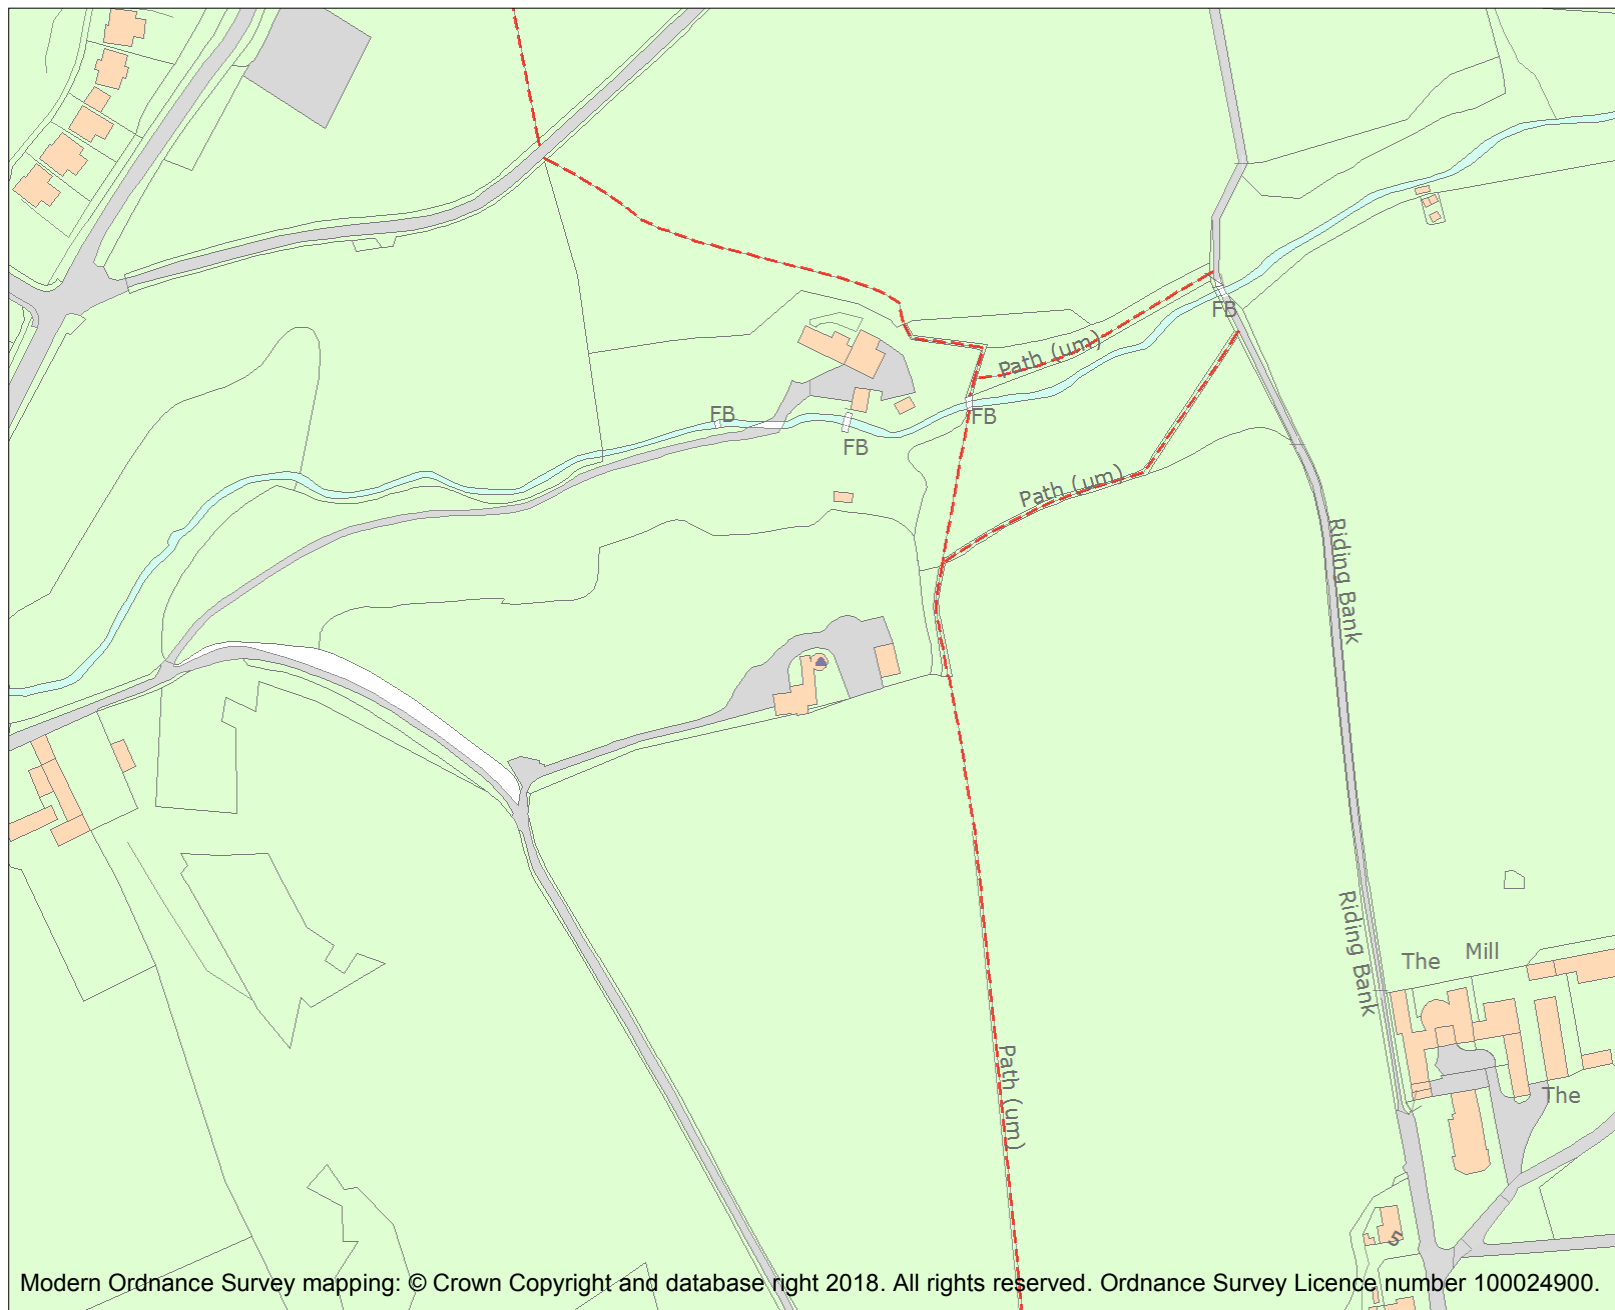 FB
Path (um)
FB
FB
FB
Path (um)
Riding Bank
Riding Bank
The Mill
Path (um)
The
5
Modern Ordnance Survey mapping: © Crown Copyright and database right 2018. All rights reserved. Ordnance Survey Licence number 100024900.